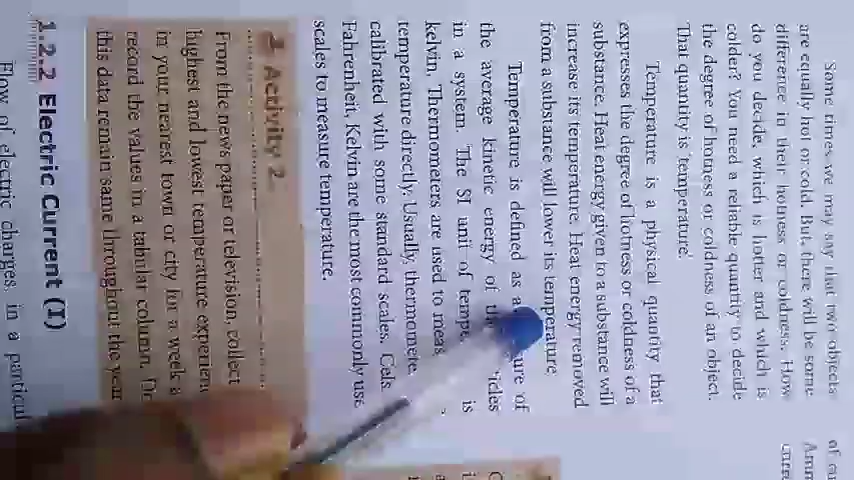 Some times we may say that two objects
are equally hot or cold. But, there will be some
difference in their hotness or coldness. How
do you decide, which is hotter and which is
colder? You need a reliable quantity to decide
the degree of hotness or coldness of an object.
That quantity is 'temperature'.
Temperature is a physical quantity that
expresses the degree of hotness or coldness of a
substance. Heat energy given to a substance will
increase its temperature. Heat energy removed
from a substance will lower its temperature.
Temperature is defined as a ure of
the average kinetic energy of icles
in a system. The SI unit of tempe is
kelvin. Thermometers are used to meas
temperature directly. Usually, thermomete
calibrated with some standard scales. Cels
Fahrenheit, Kelvin are the most commonly use
scales to measure temperature.
Activity 2
From the news paper or television, collect
highest and lowest temperature experien
in your nearest town or city for a week a
record the values in a tabular column. Do
this data remain same throughout the year
1.2.2 Electric Current (I)
Flow of electric charges, in a particul